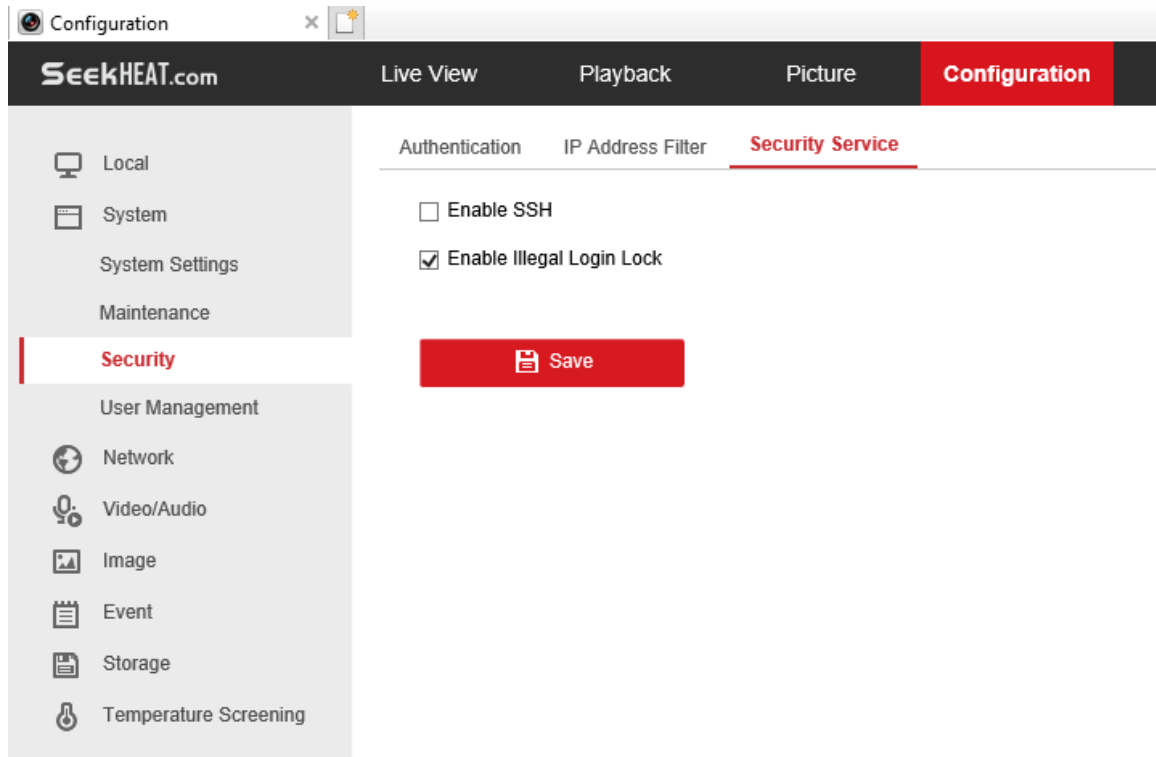 Configuration
SeekHEAT.com
Live View
Playback
Picture
Configuration
Authentication
IP Address Filter
Security Service
Local
System
System Settings
Maintenance
Security
User Management
Network
Video/Audio
Image
Event
Storage
Temperature Screening
Enable SSH
Enable Illegal Login Lock
Save